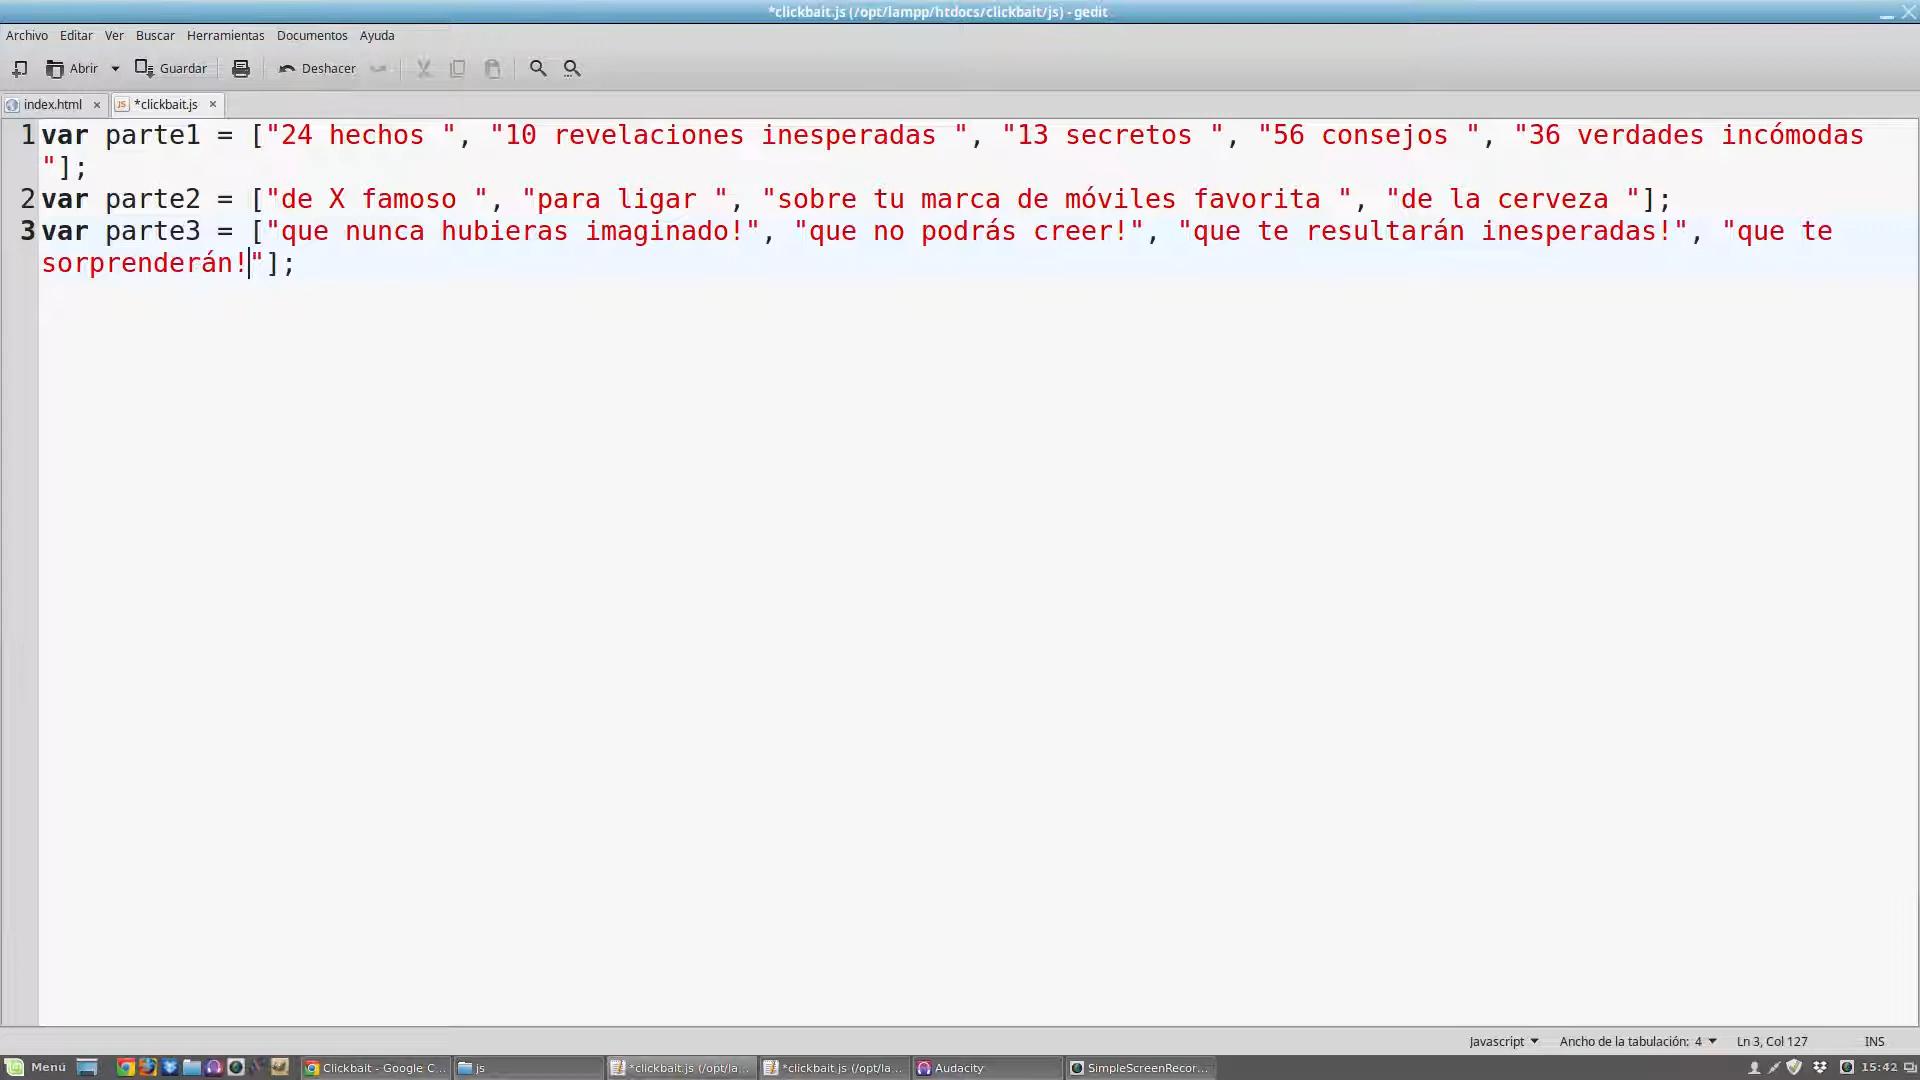 *clickbait.js (/opt/lampp/htdocs/clickbait/js) - gedit
Archivo Editar Ver Buscar Herramientas Documentos Ayuda
Abrir Guardar Deshacer
index.html × JS *clickbait.js ×
1 var parte1 = ["24 hechos ", "10 revelaciones inesperadas ", "13 secretos ", "56 consejos ", "36 verdades incómodas
"];
2 var parte2 = ["de X famoso ", "para ligar ", "sobre tu marca de móviles favorita ", "de la cerveza "];
3 var parte3 = ["que nunca hubieras imaginado!", "que no podrás creer!", "que te resultarán inesperadas!", "que te
sorprenderán!"];
Javascript Ancho de la tabulación: 4 Ln 3, Col 127 INS
Menú Clickbait - Google C... js *clickbait.js (/opt/la... *clickbait.js (/opt/la... Audacity SimpleScreenRecor... 15:42